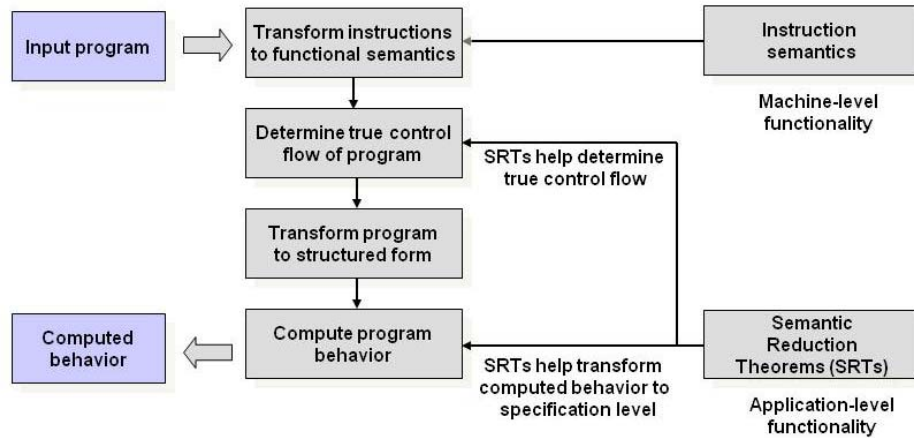 Input program
Transform instructions
to functional semantics
Instruction
semantics
Machine-level
functionality
Determine true control
flow of program
SRTs help determine
true control flow
Transform program
to structured form
Computed
behavior
Compute program
behavior
Semantic
Reduction
Theorems (SRTs)
SRTs help transform
computed behavior to
specification level
Application-level
functionality